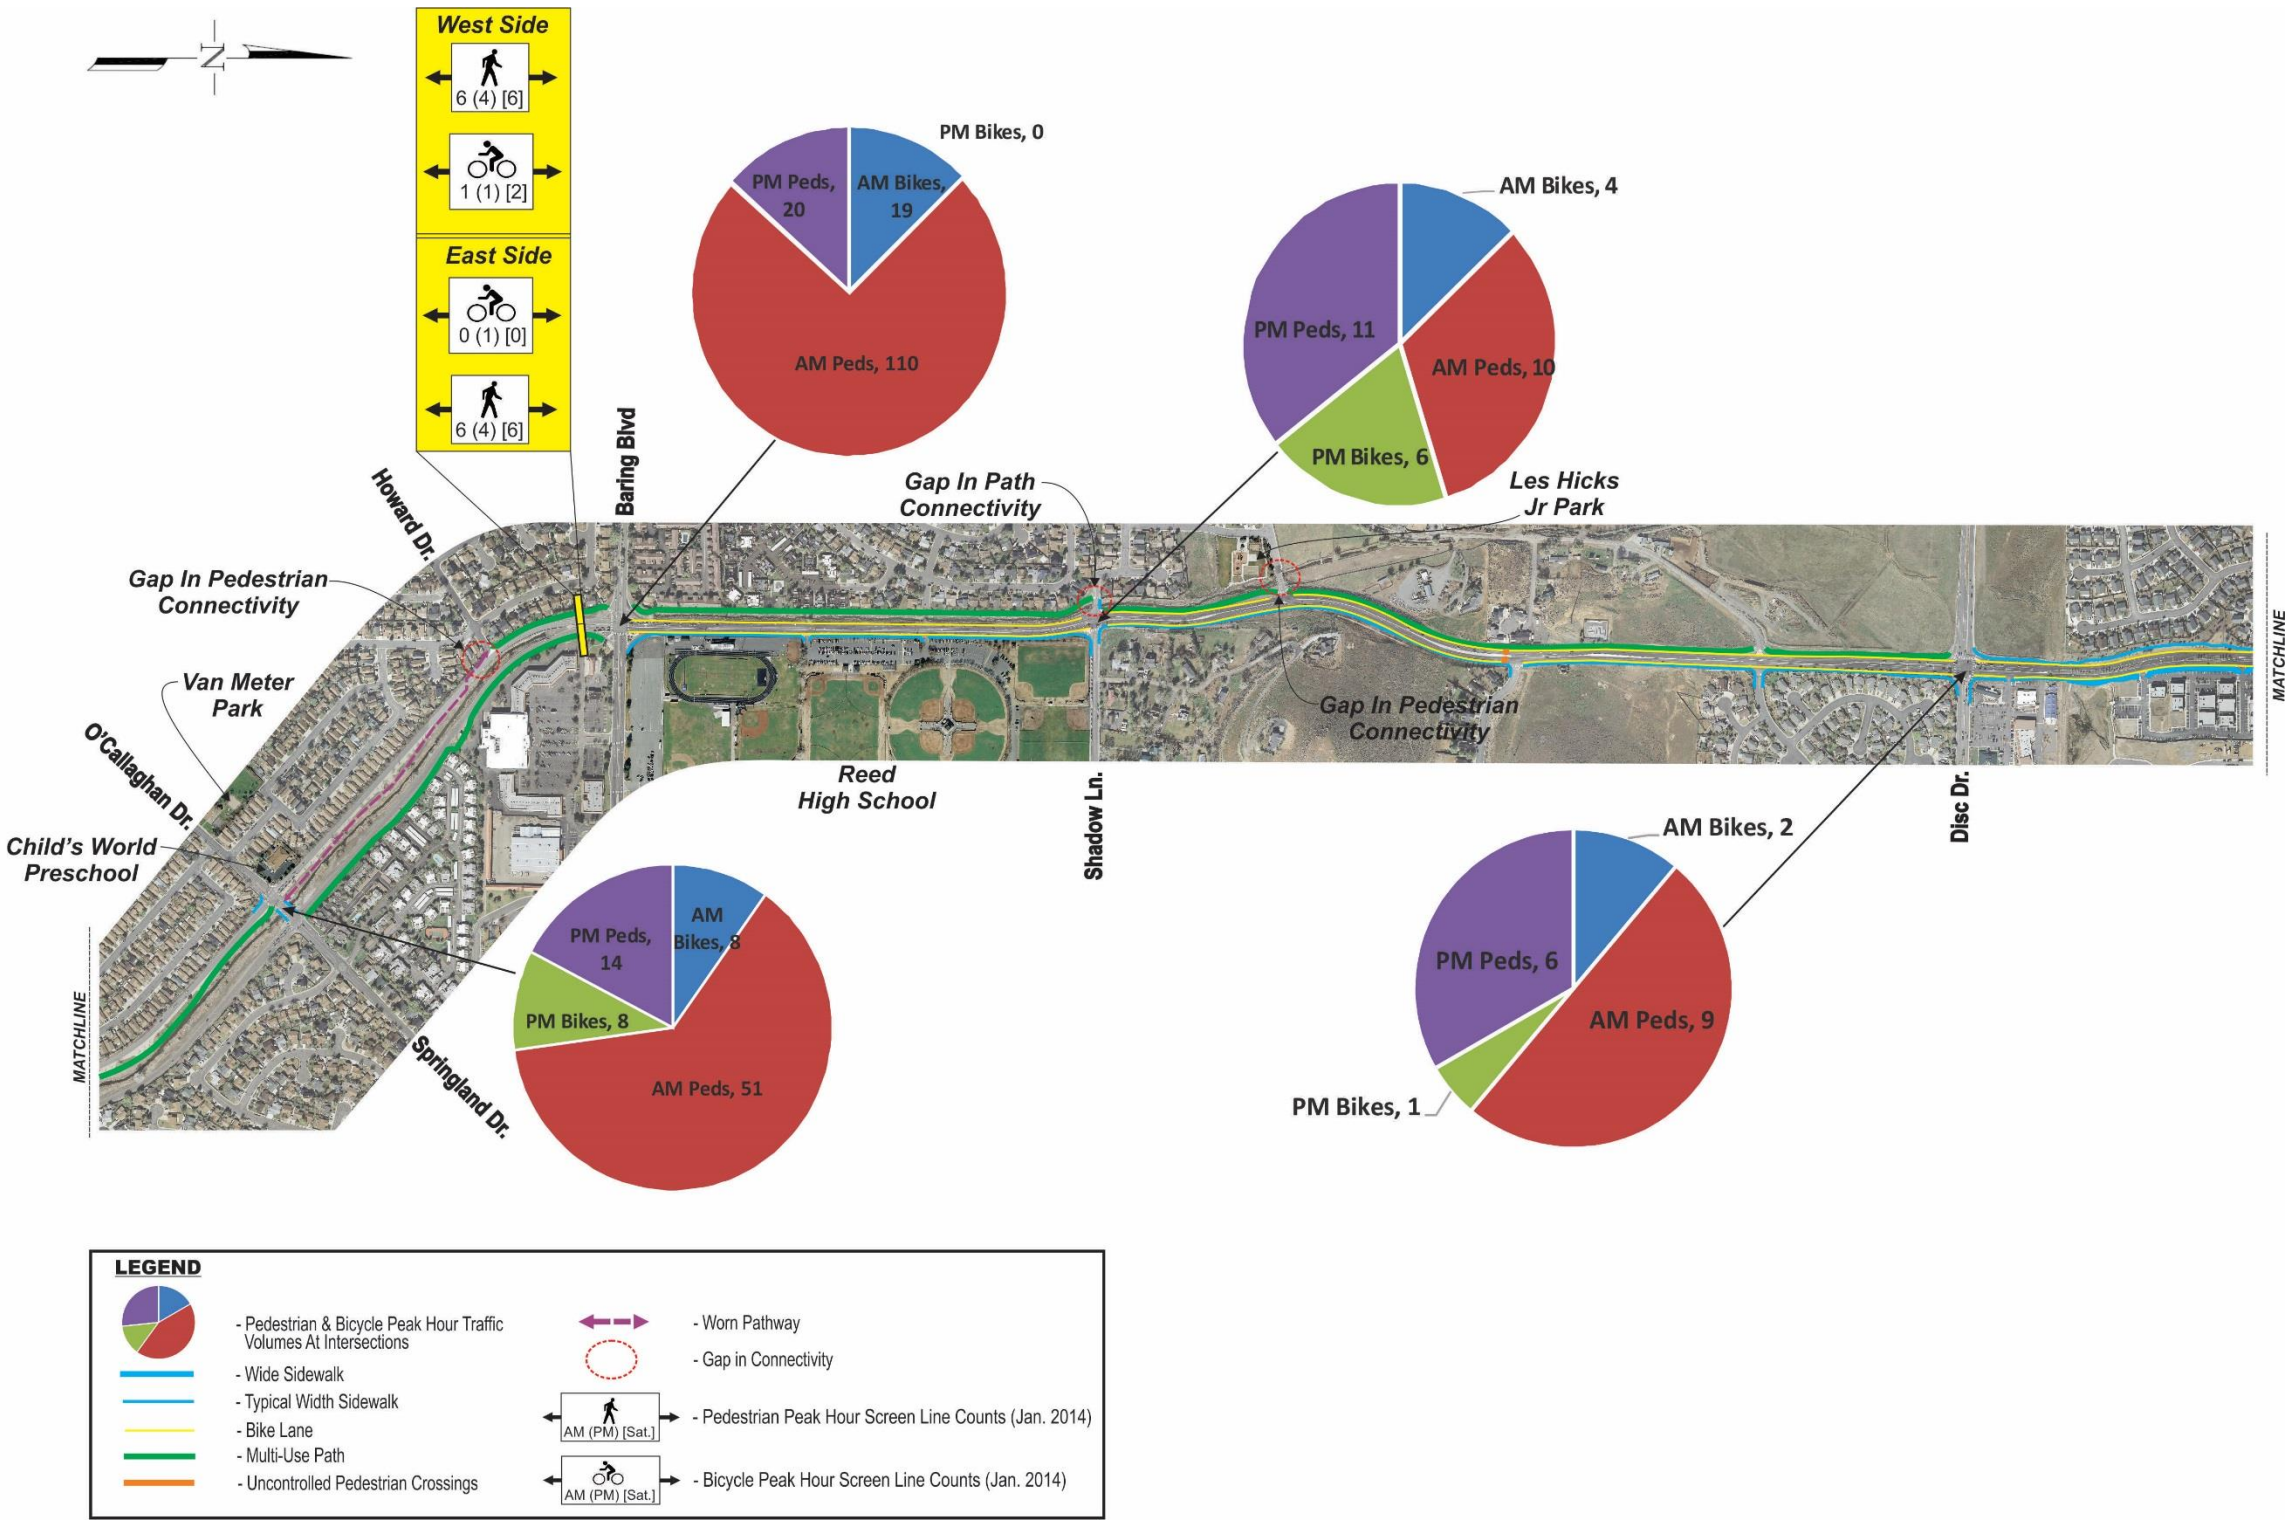 N
West Side
6 (4) [6]
1 (1) [2]
East Side
0 (1) [0]
6 (4) [6]
PM Bikes, 0
PM Peds,
20
AM Bikes,
19
AM Peds, 110
AM Bikes, 4
PM Peds, 11
AM Peds, 10
PM Bikes, 6
Baring Blvd
Howard Dr.
Gap In Path
Connectivity
Les Hicks
Jr Park
Gap In Pedestrian
Connectivity
Van Meter
Park
O'Callaghan Dr.
Child's World
Preschool
Gap In Pedestrian
Connectivity
Reed
High School
Shadow Ln.
Disc Dr.
MATCHLINE
MATCHLINE
Springland Dr.
AM
Bikes, 8
PM Peds,
14
PM Bikes, 8
AM Peds, 51
AM Bikes, 2
PM Peds, 6
AM Peds, 9
PM Bikes, 1
LEGEND
- Pedestrian & Bicycle Peak Hour Traffic
Volumes At Intersections
- Wide Sidewalk
- Typical Width Sidewalk
- Bike Lane
- Multi-Use Path
- Uncontrolled Pedestrian Crossings
- Worn Pathway
- Gap in Connectivity
AM (PM) [Sat.]
- Pedestrian Peak Hour Screen Line Counts (Jan. 2014)
AM (PM) [Sat.]
- Bicycle Peak Hour Screen Line Counts (Jan. 2014)